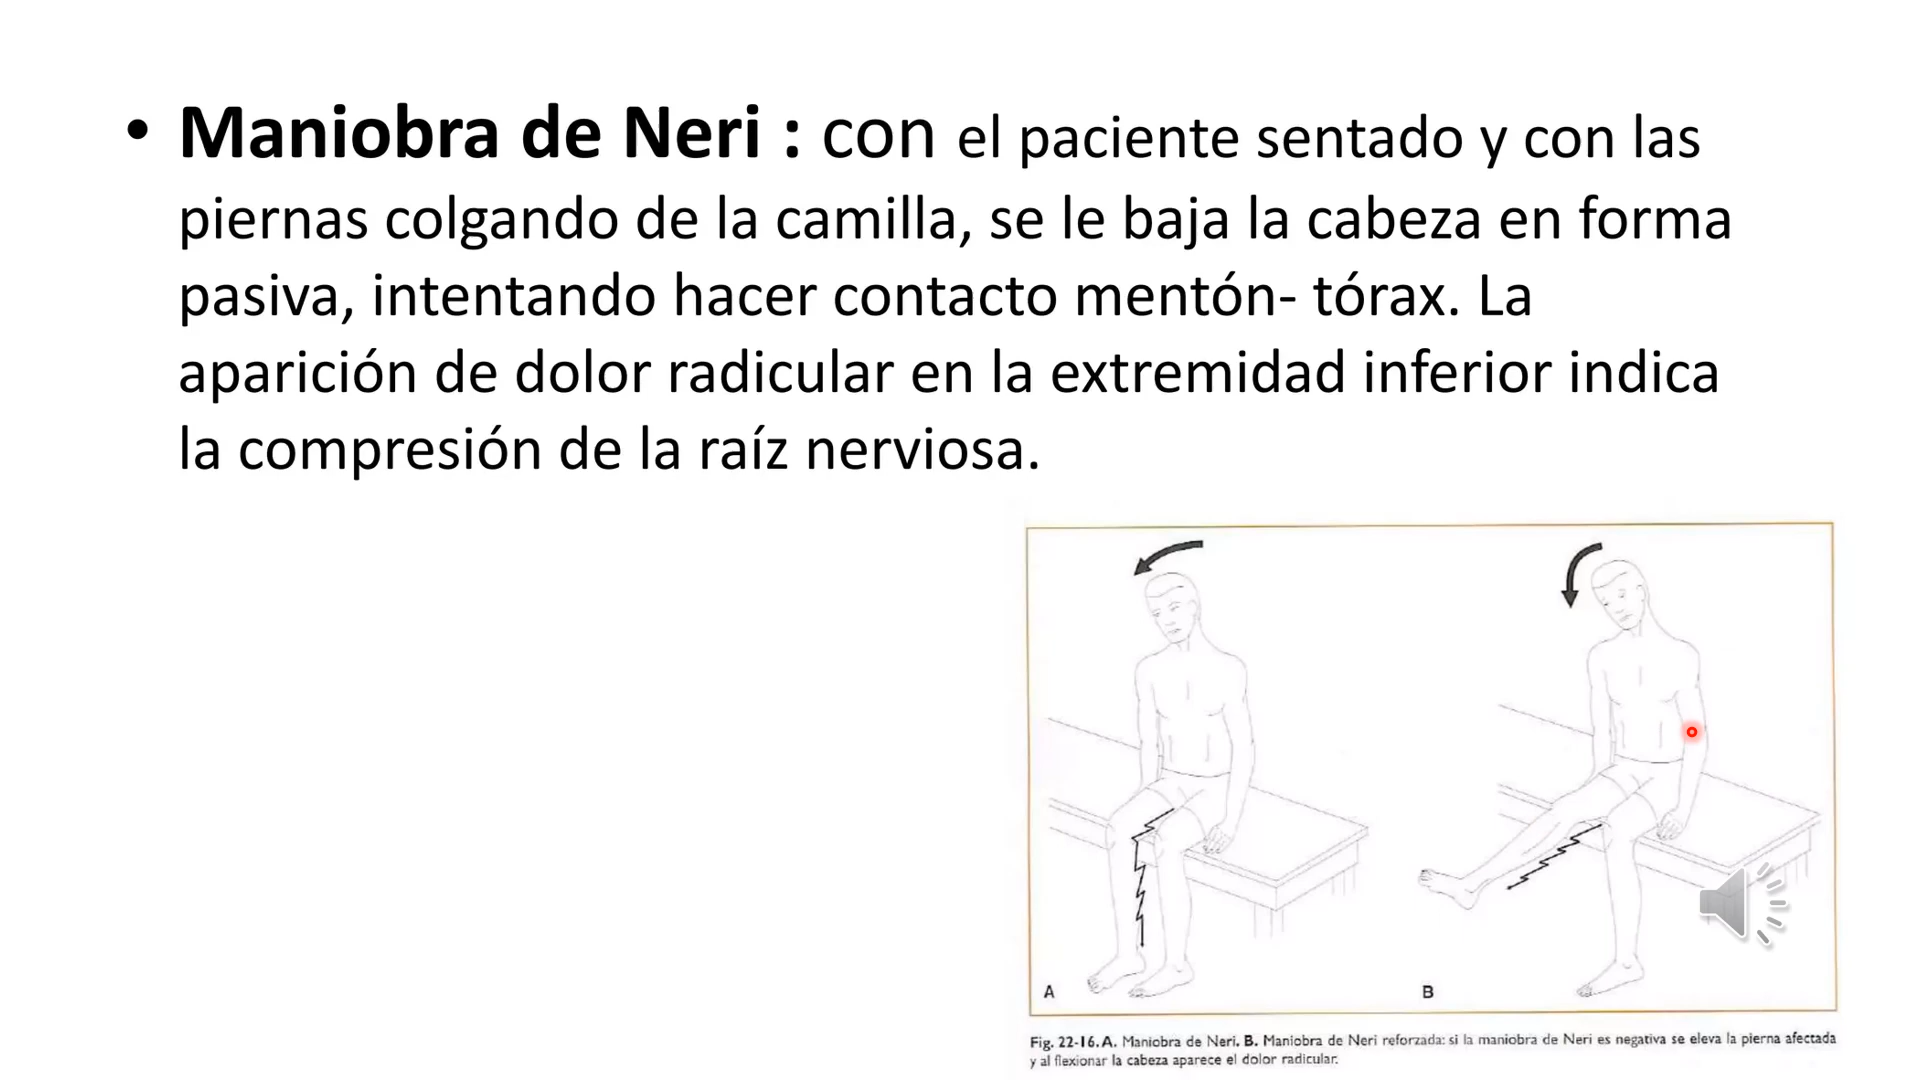 • Maniobra de Neri : con el paciente sentado y con las
piernas colgando de la camilla, se le baja la cabeza en forma
pasiva, intentando hacer contacto mentón- tórax. La
aparición de dolor radicular en la extremidad inferior indica
la compresión de la raíz nerviosa.
A
B
Fig. 22-16. A. Maniobra de Neri. B. Maniobra de Neri reforzada: si la maniobra de Neri es negativa se eleva la pierna afectada
y al flexionar la cabeza aparece el dolor radicular.